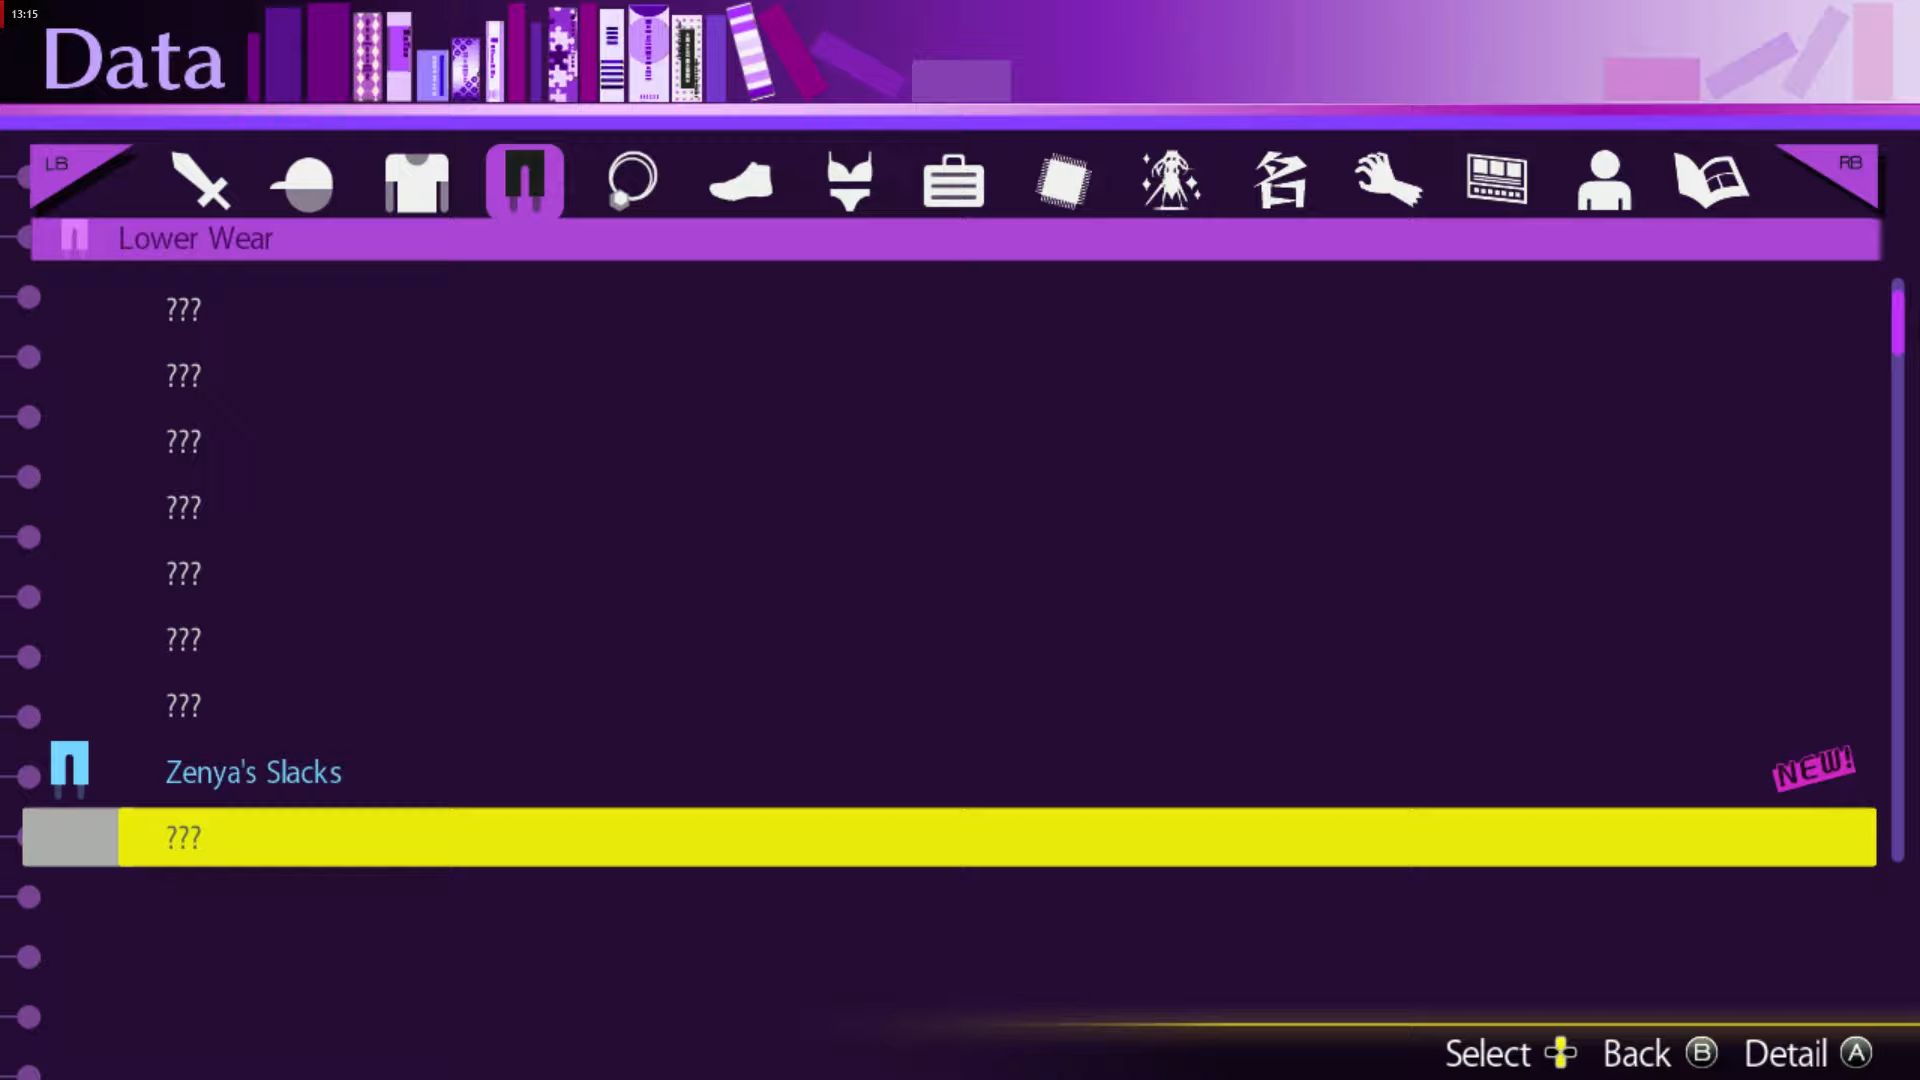 13:15
Data
LB
RB
Lower Wear
???
???
???
???
???
???
???
Zenya's Slacks
NEW!
???
Select Back B Detail A